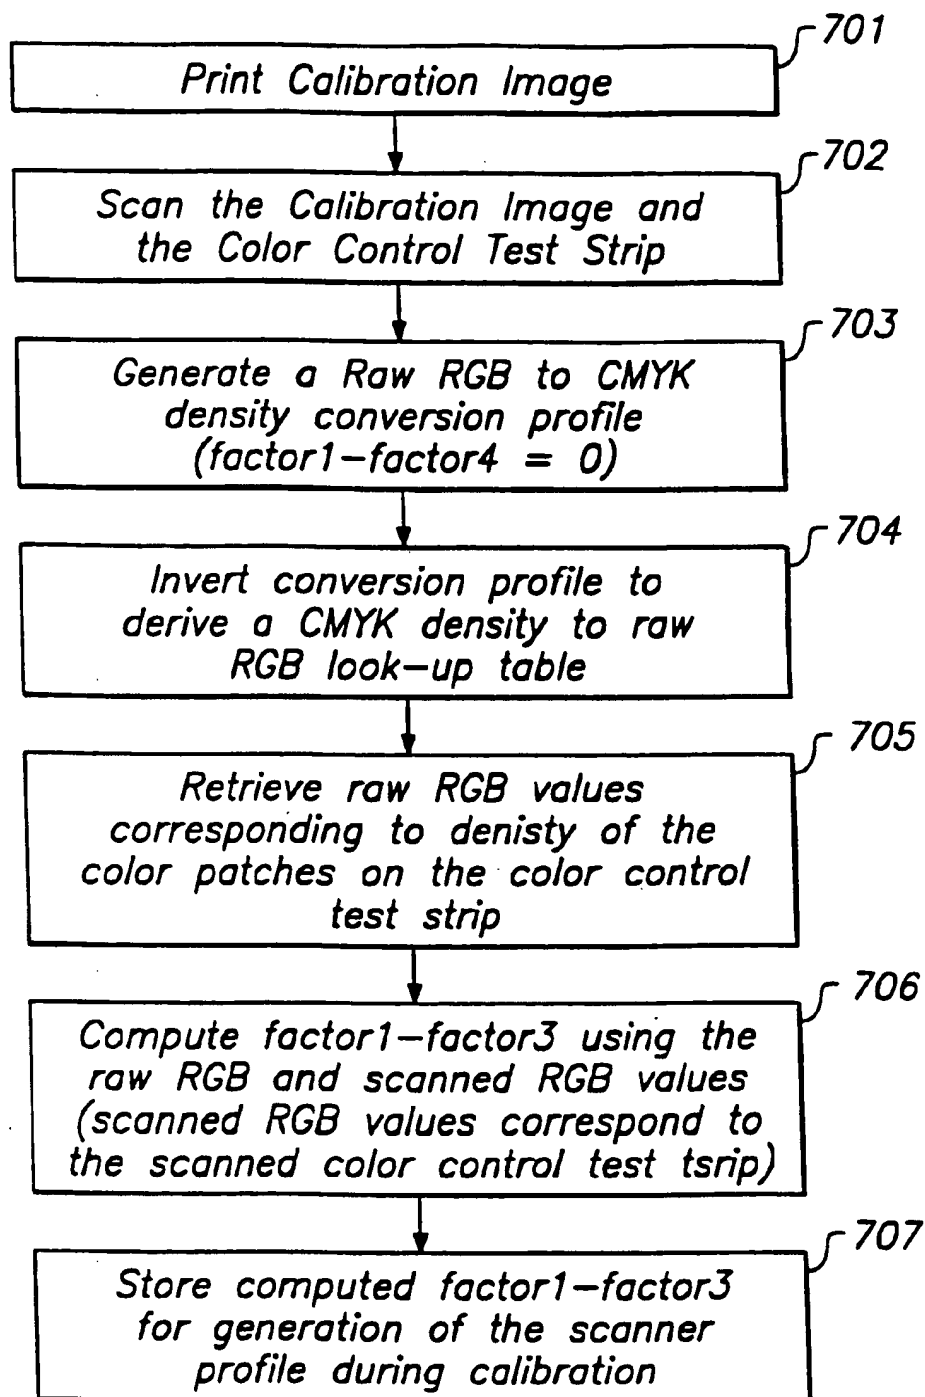 701
Print Calibration Image
702
Scan the Calibration Image and
the Color Control Test Strip
703
Generate a Raw RGB to CMYK
density conversion profile
(factor1-factor4 = 0)
704
Invert conversion profile to
derive a CMYK density to raw
RGB look-up table
705
Retrieve raw RGB values
corresponding to denisty of the
color patches on the color control
test strip
706
Compute factor1-factor3 using the
raw RGB and scanned RGB values
(scanned RGB values correspond to
the scanned color control test tsrip)
707
Store computed factor1-factor3
for generation of the scanner
profile during calibration